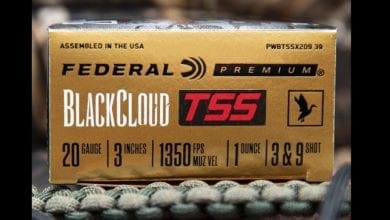 ASSEMBLED IN THE USA PWBTSSX209 39
FEDERAL PREMIUM®
BLACKCLOUD TSS
20 GAUGE 3 INCHES 1350 FPS MUZ VEL 1 OUNCE 3 & 9 SHOT